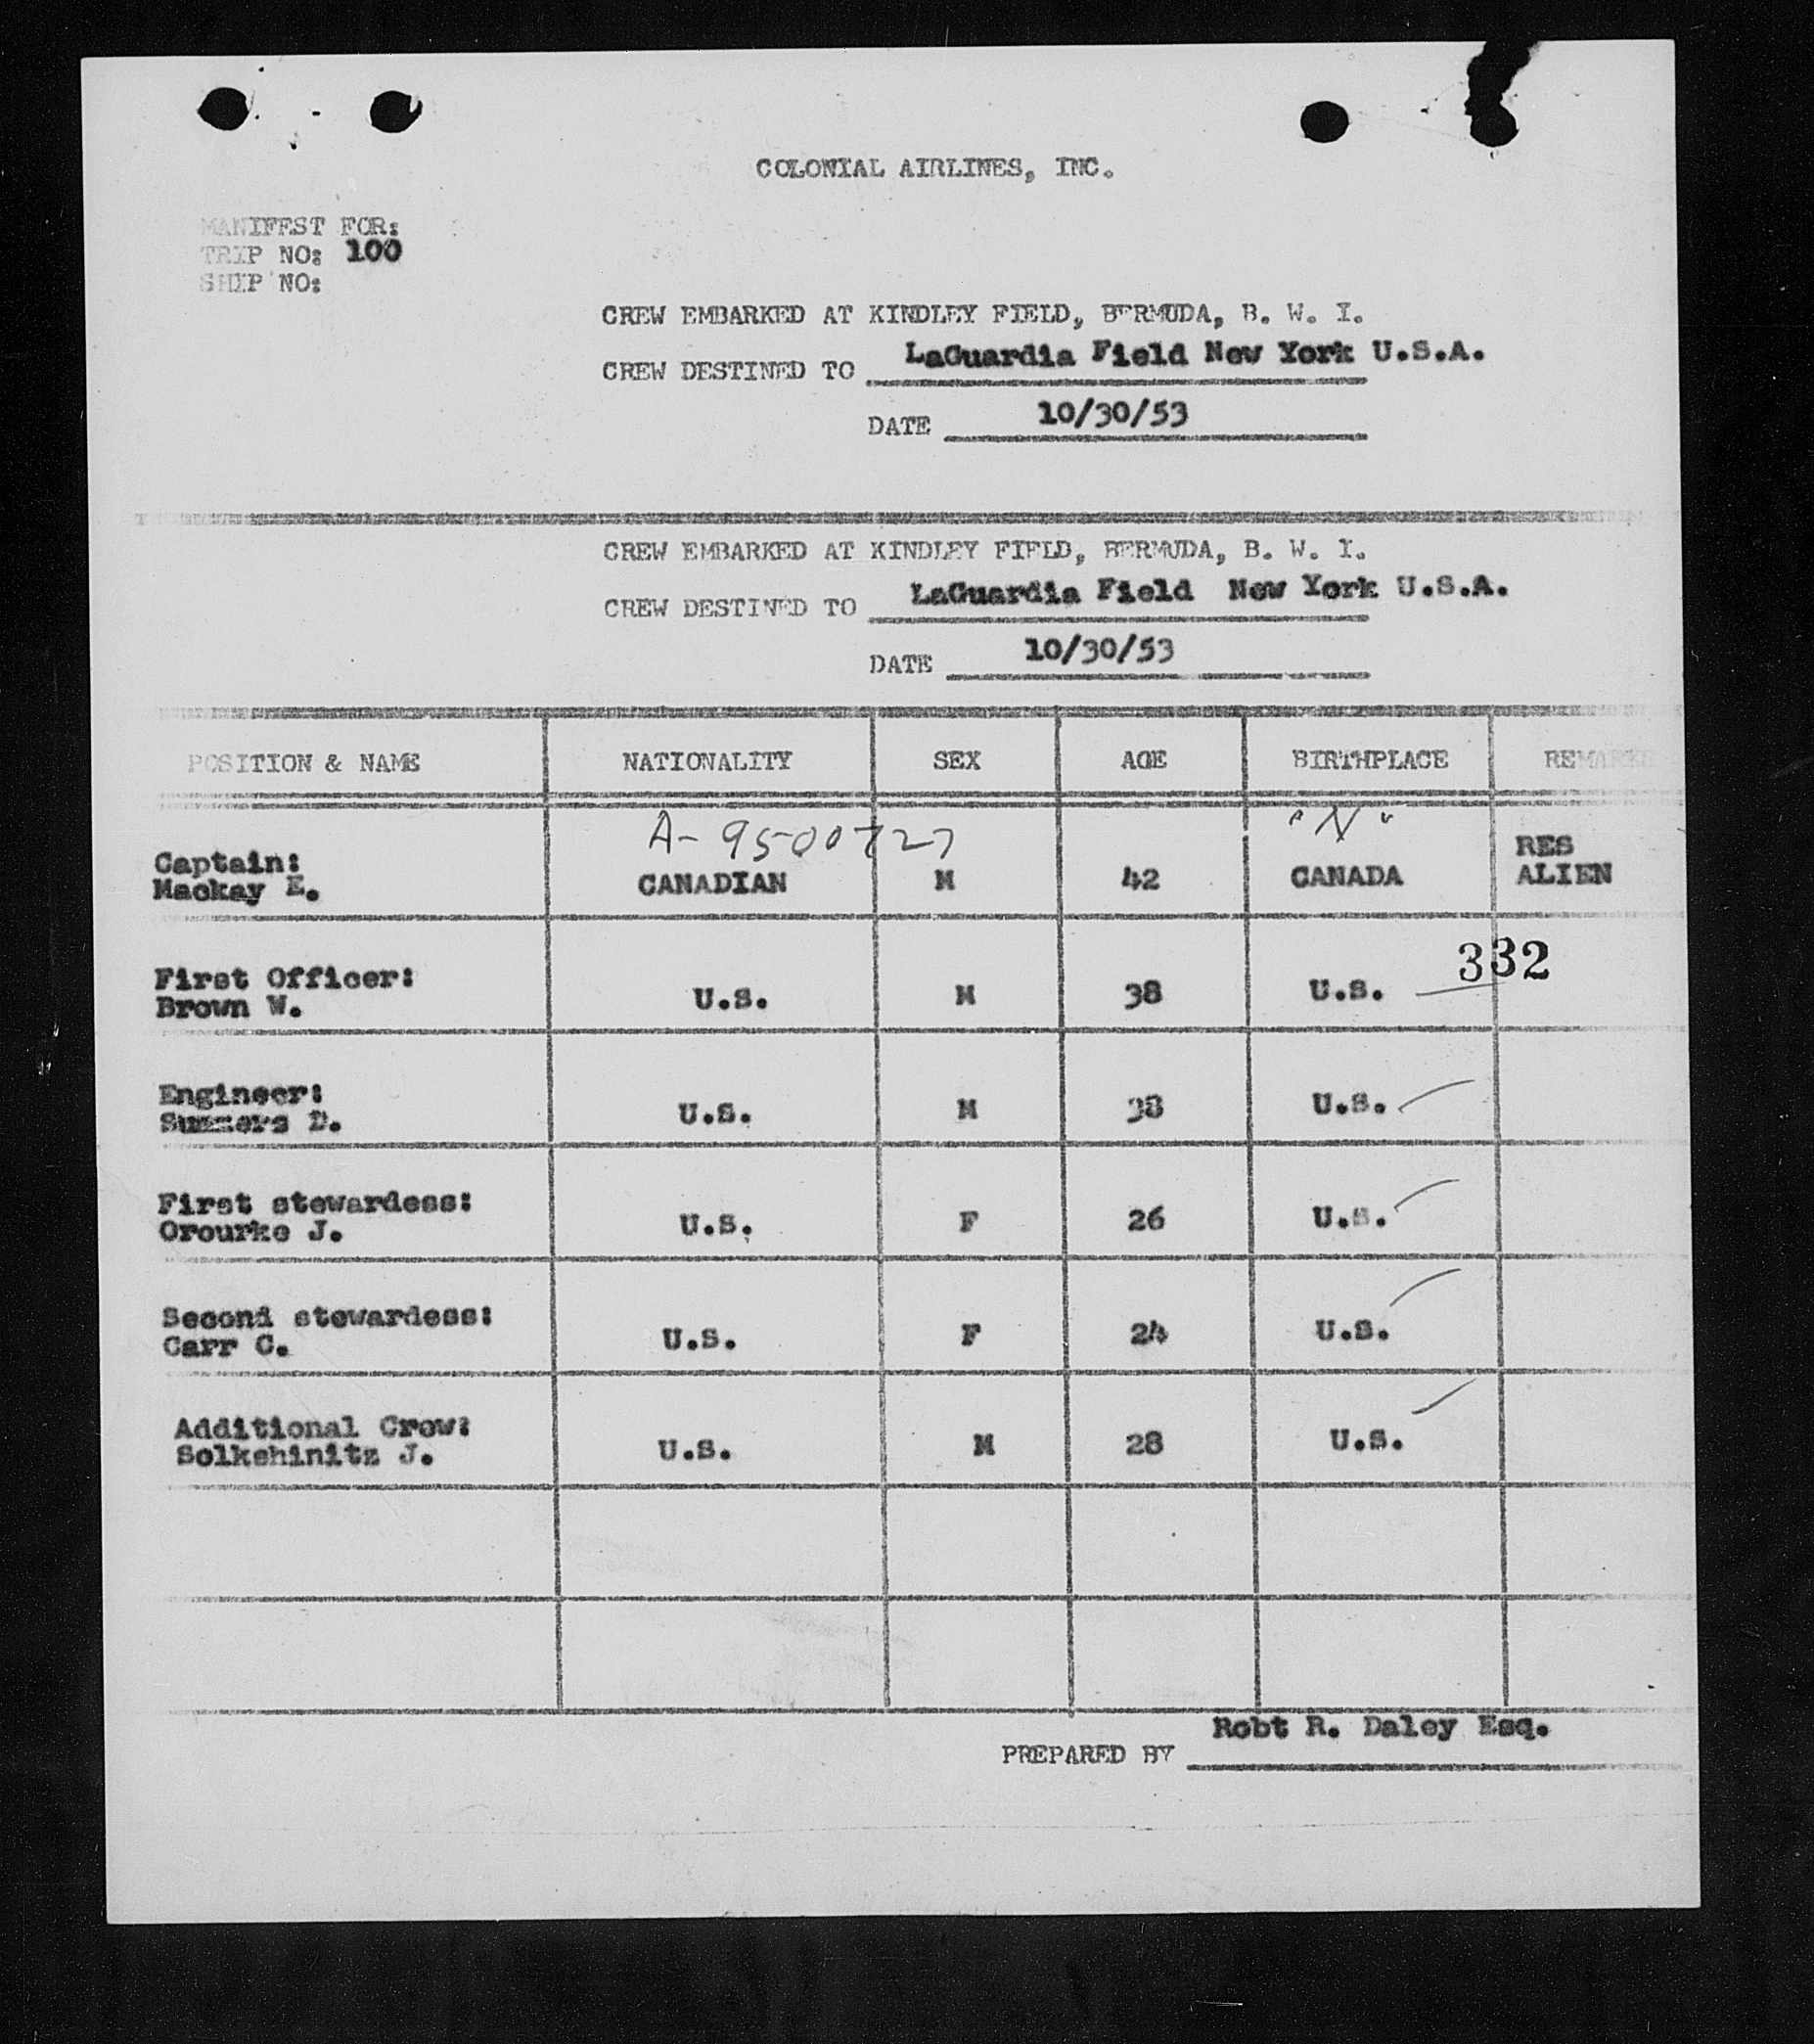 COLONIAL AIRLINES, INC.
MANIFEST FOR:
TRIP NO: 100
SHIP NO:
CREW EMBARKED AT KINDLEY FIELD, BERMUDA, B. W. I.
CREW DESTINED TO LaGuardia Field New York U.S.A.
DATE 10/30/53
CREW EMBARKED AT KINDLEY FIELD, BERMUDA, B. W. I.
CREW DESTINED TO LaGuardia Field New York U.S.A.
DATE 10/30/53
POSITION & NAME NATIONALITY SEX AGE BIRTHPLACE REMARKS
A-9500727 "N"
Captain: RES
Mackay E. CANADIAN M 42 CANADA ALIEN
332
First Officer:
Brown W. U.S. M 38 U.S.
Engineer:
Summers D. U.S. M 38 U.S.
First stewardess:
Orourke J. U.S. F 26 U.S.
Second stewardess:
Carr C. U.S. F 24 U.S.
Additional Crew:
Solkehinitz J. U.S. M 28 U.S.
Robt R. Daley Esq.
PREPARED BY